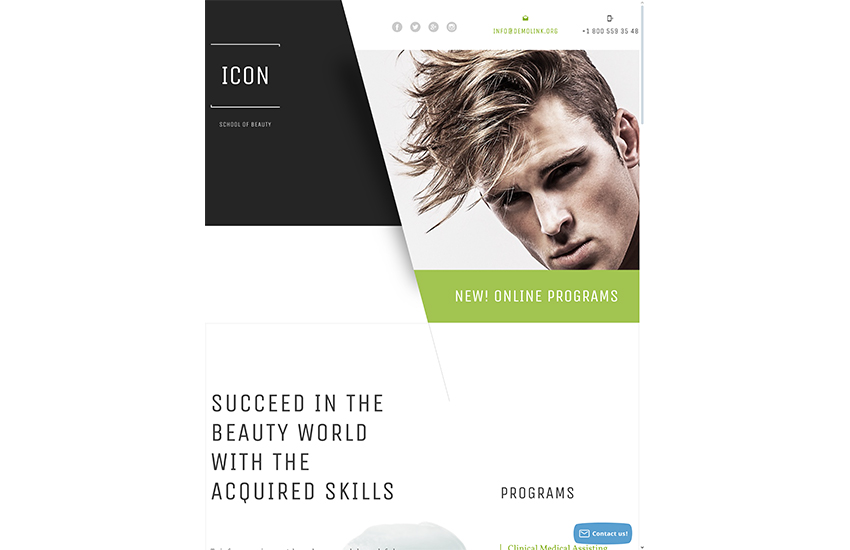 INFO@DEMOLINK.ORG
+1 800 559 35 48
ICON
SCHOOL OF BEAUTY
NEW! ONLINE PROGRAMS
SUCCEED IN THE
BEAUTY WORLD
WITH THE
ACQUIRED SKILLS
PROGRAMS
Contact us!
Clinical Medical Assisting